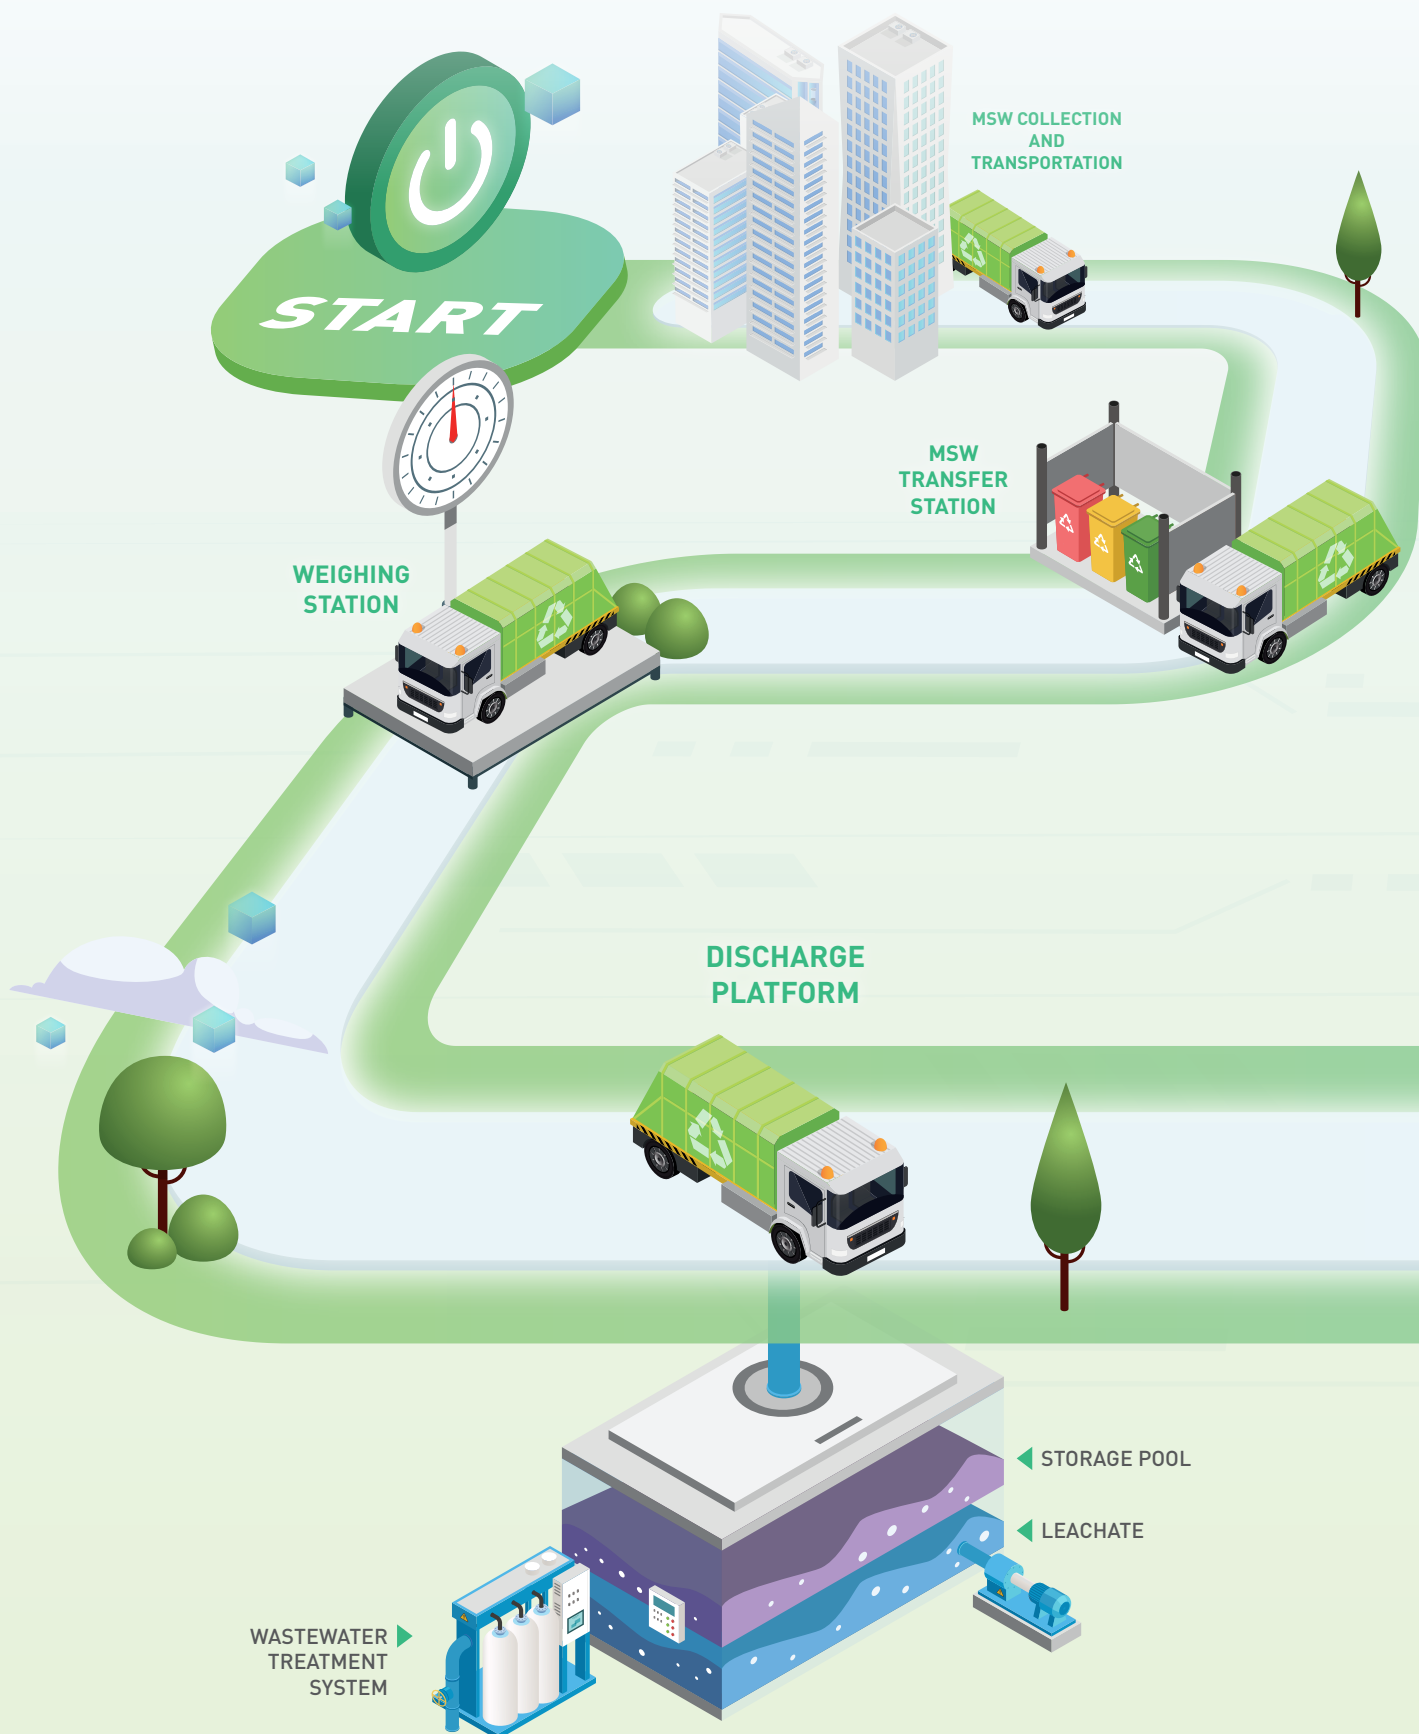 MSW COLLECTION
AND
TRANSPORTATION
START
MSW
TRANSFER
STATION
WEIGHING
STATION
DISCHARGE
PLATFORM
STORAGE POOL
LEACHATE
WASTEWATER
TREATMENT
SYSTEM